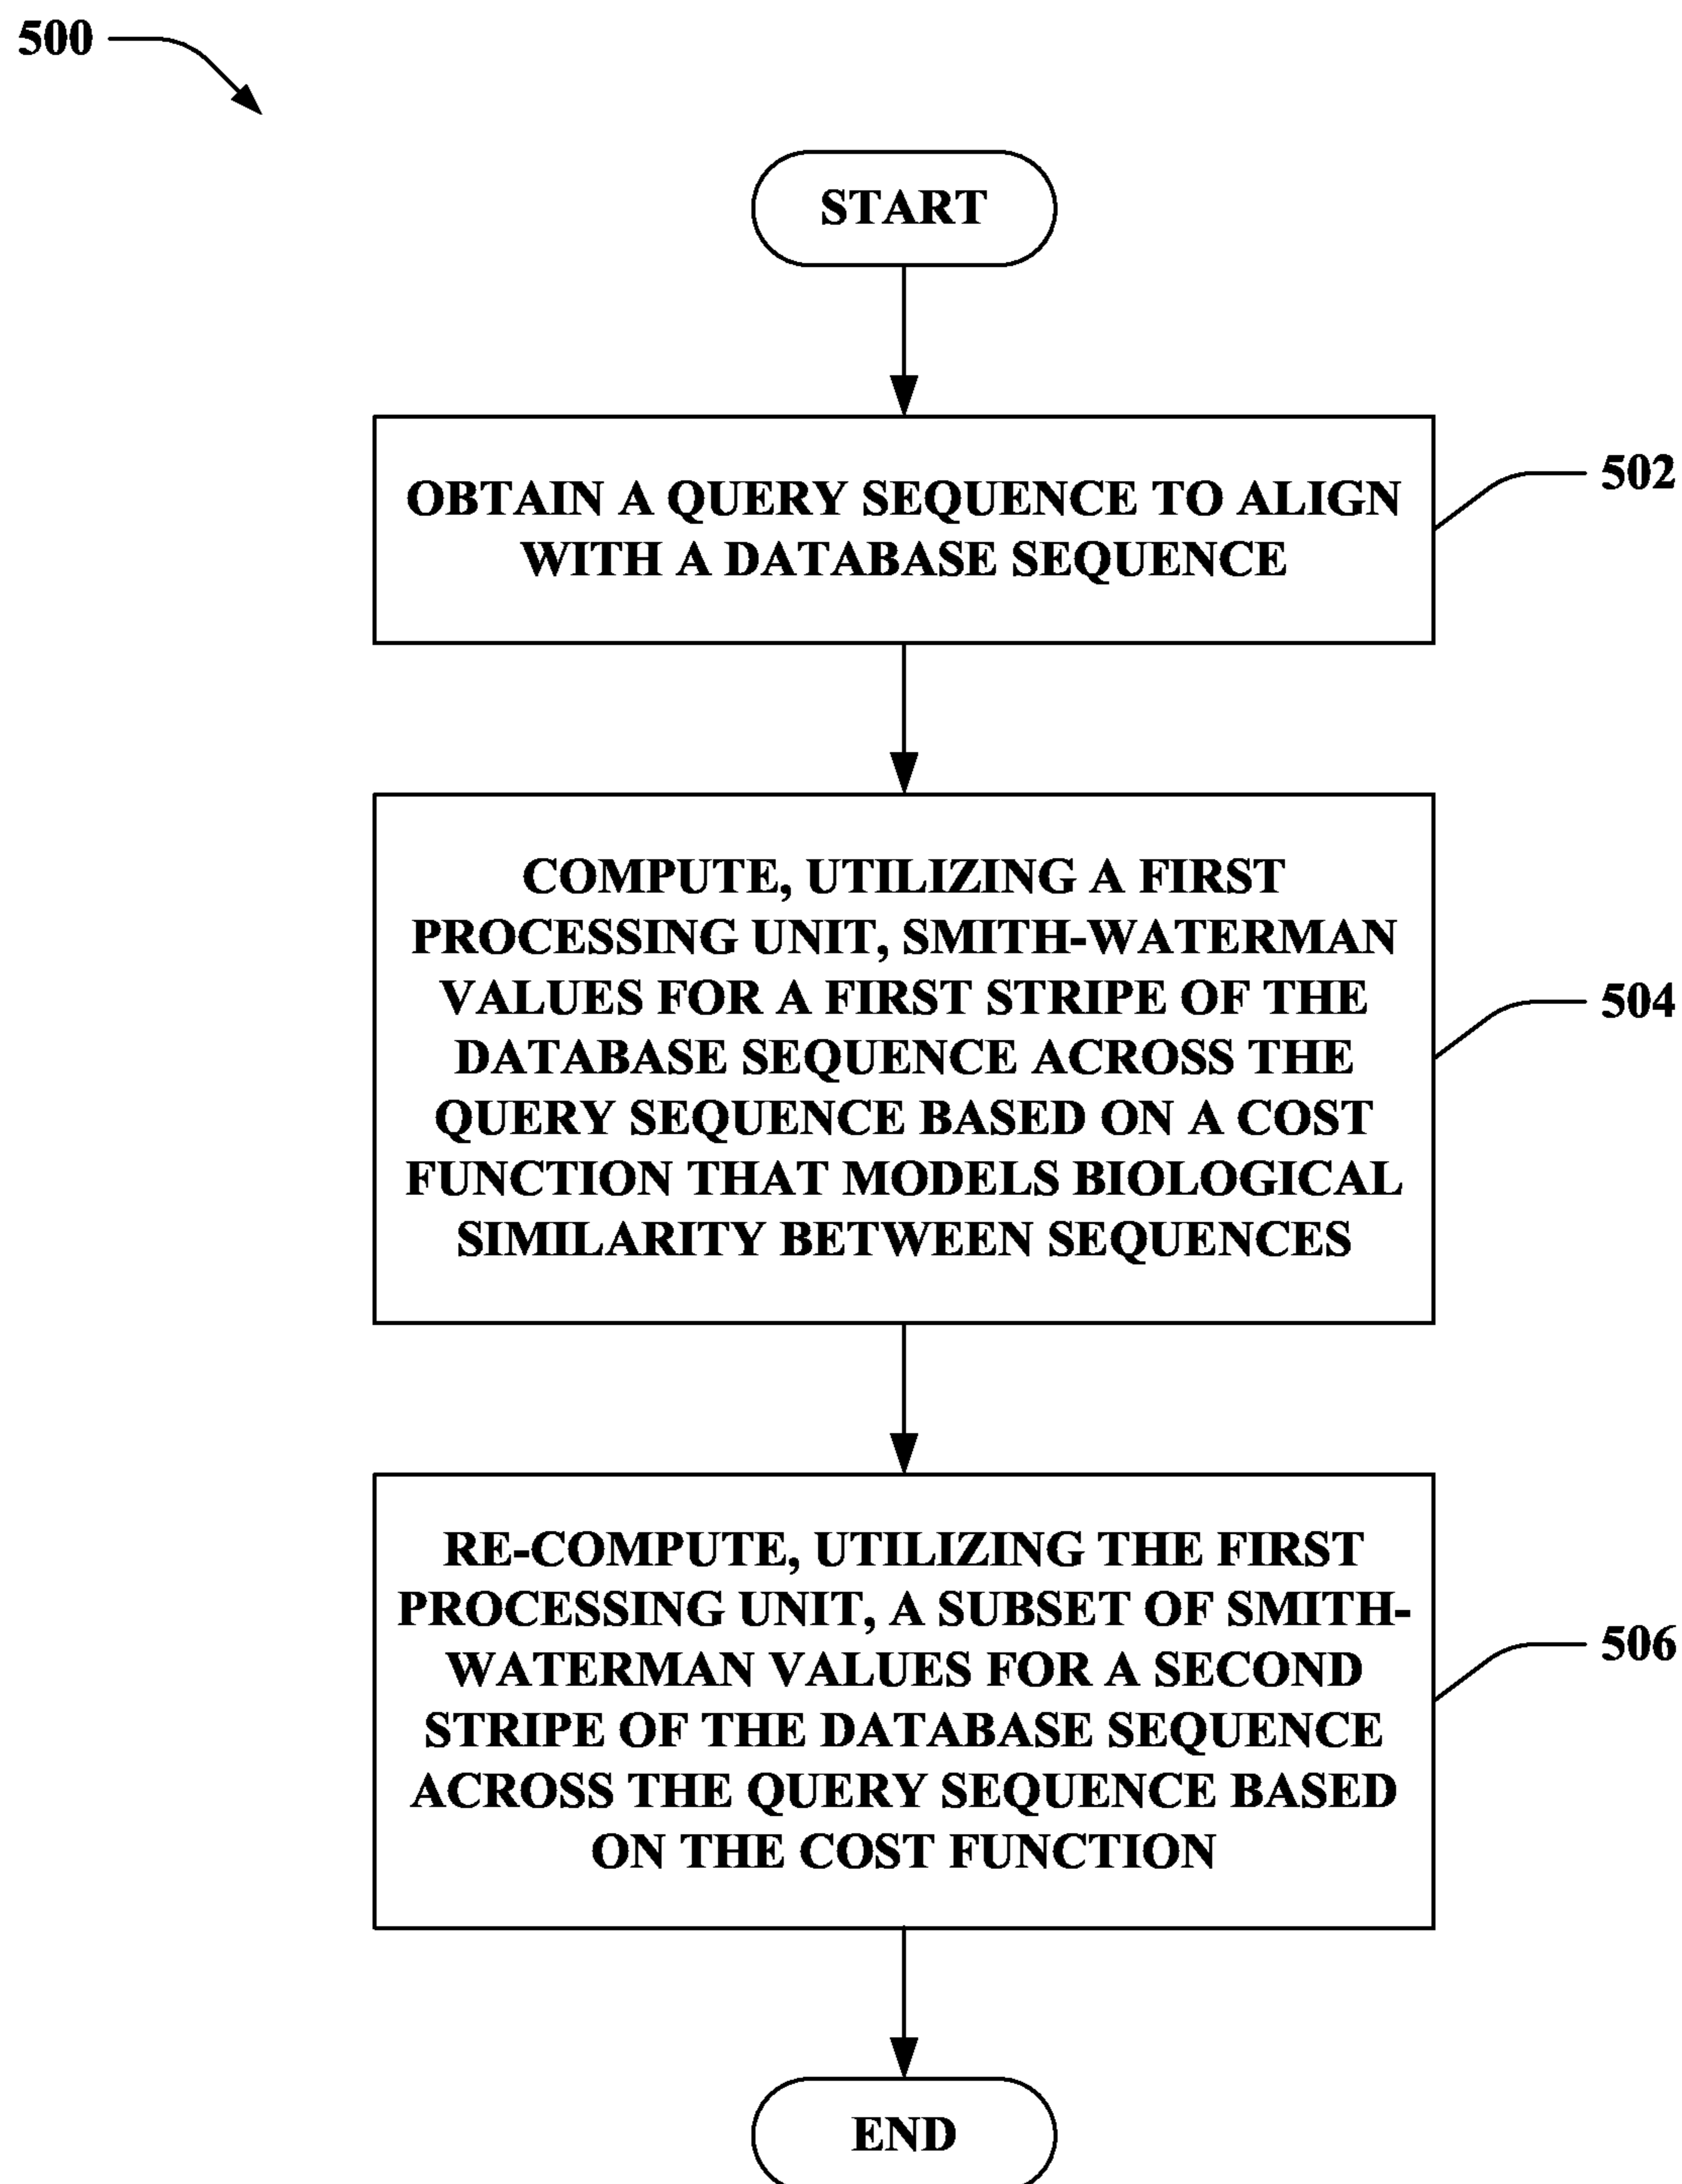 500
START
OBTAIN A QUERY SEQUENCE TO ALIGN
WITH A DATABASE SEQUENCE
502
COMPUTE, UTILIZING A FIRST
PROCESSING UNIT, SMITH-WATERMAN
VALUES FOR A FIRST STRIPE OF THE
DATABASE SEQUENCE ACROSS THE
QUERY SEQUENCE BASED ON A COST
FUNCTION THAT MODELS BIOLOGICAL
SIMILARITY BETWEEN SEQUENCES
504
RE-COMPUTE, UTILIZING THE FIRST
PROCESSING UNIT, A SUBSET OF SMITH-
WATERMAN VALUES FOR A SECOND
STRIPE OF THE DATABASE SEQUENCE
ACROSS THE QUERY SEQUENCE BASED
ON THE COST FUNCTION
506
END